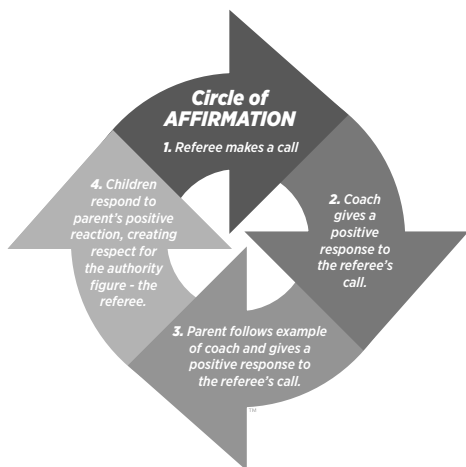 Circle of
AFFIRMATION
1. Referee makes a call
2. Coach
gives a
positive
response to
the referee's
call.
3. Parent follows example
of coach and gives a
positive response to
the referee's call.
TM
4. Children
respond to
parent's positive
reaction, creating
respect for
the authority
figure - the
referee.